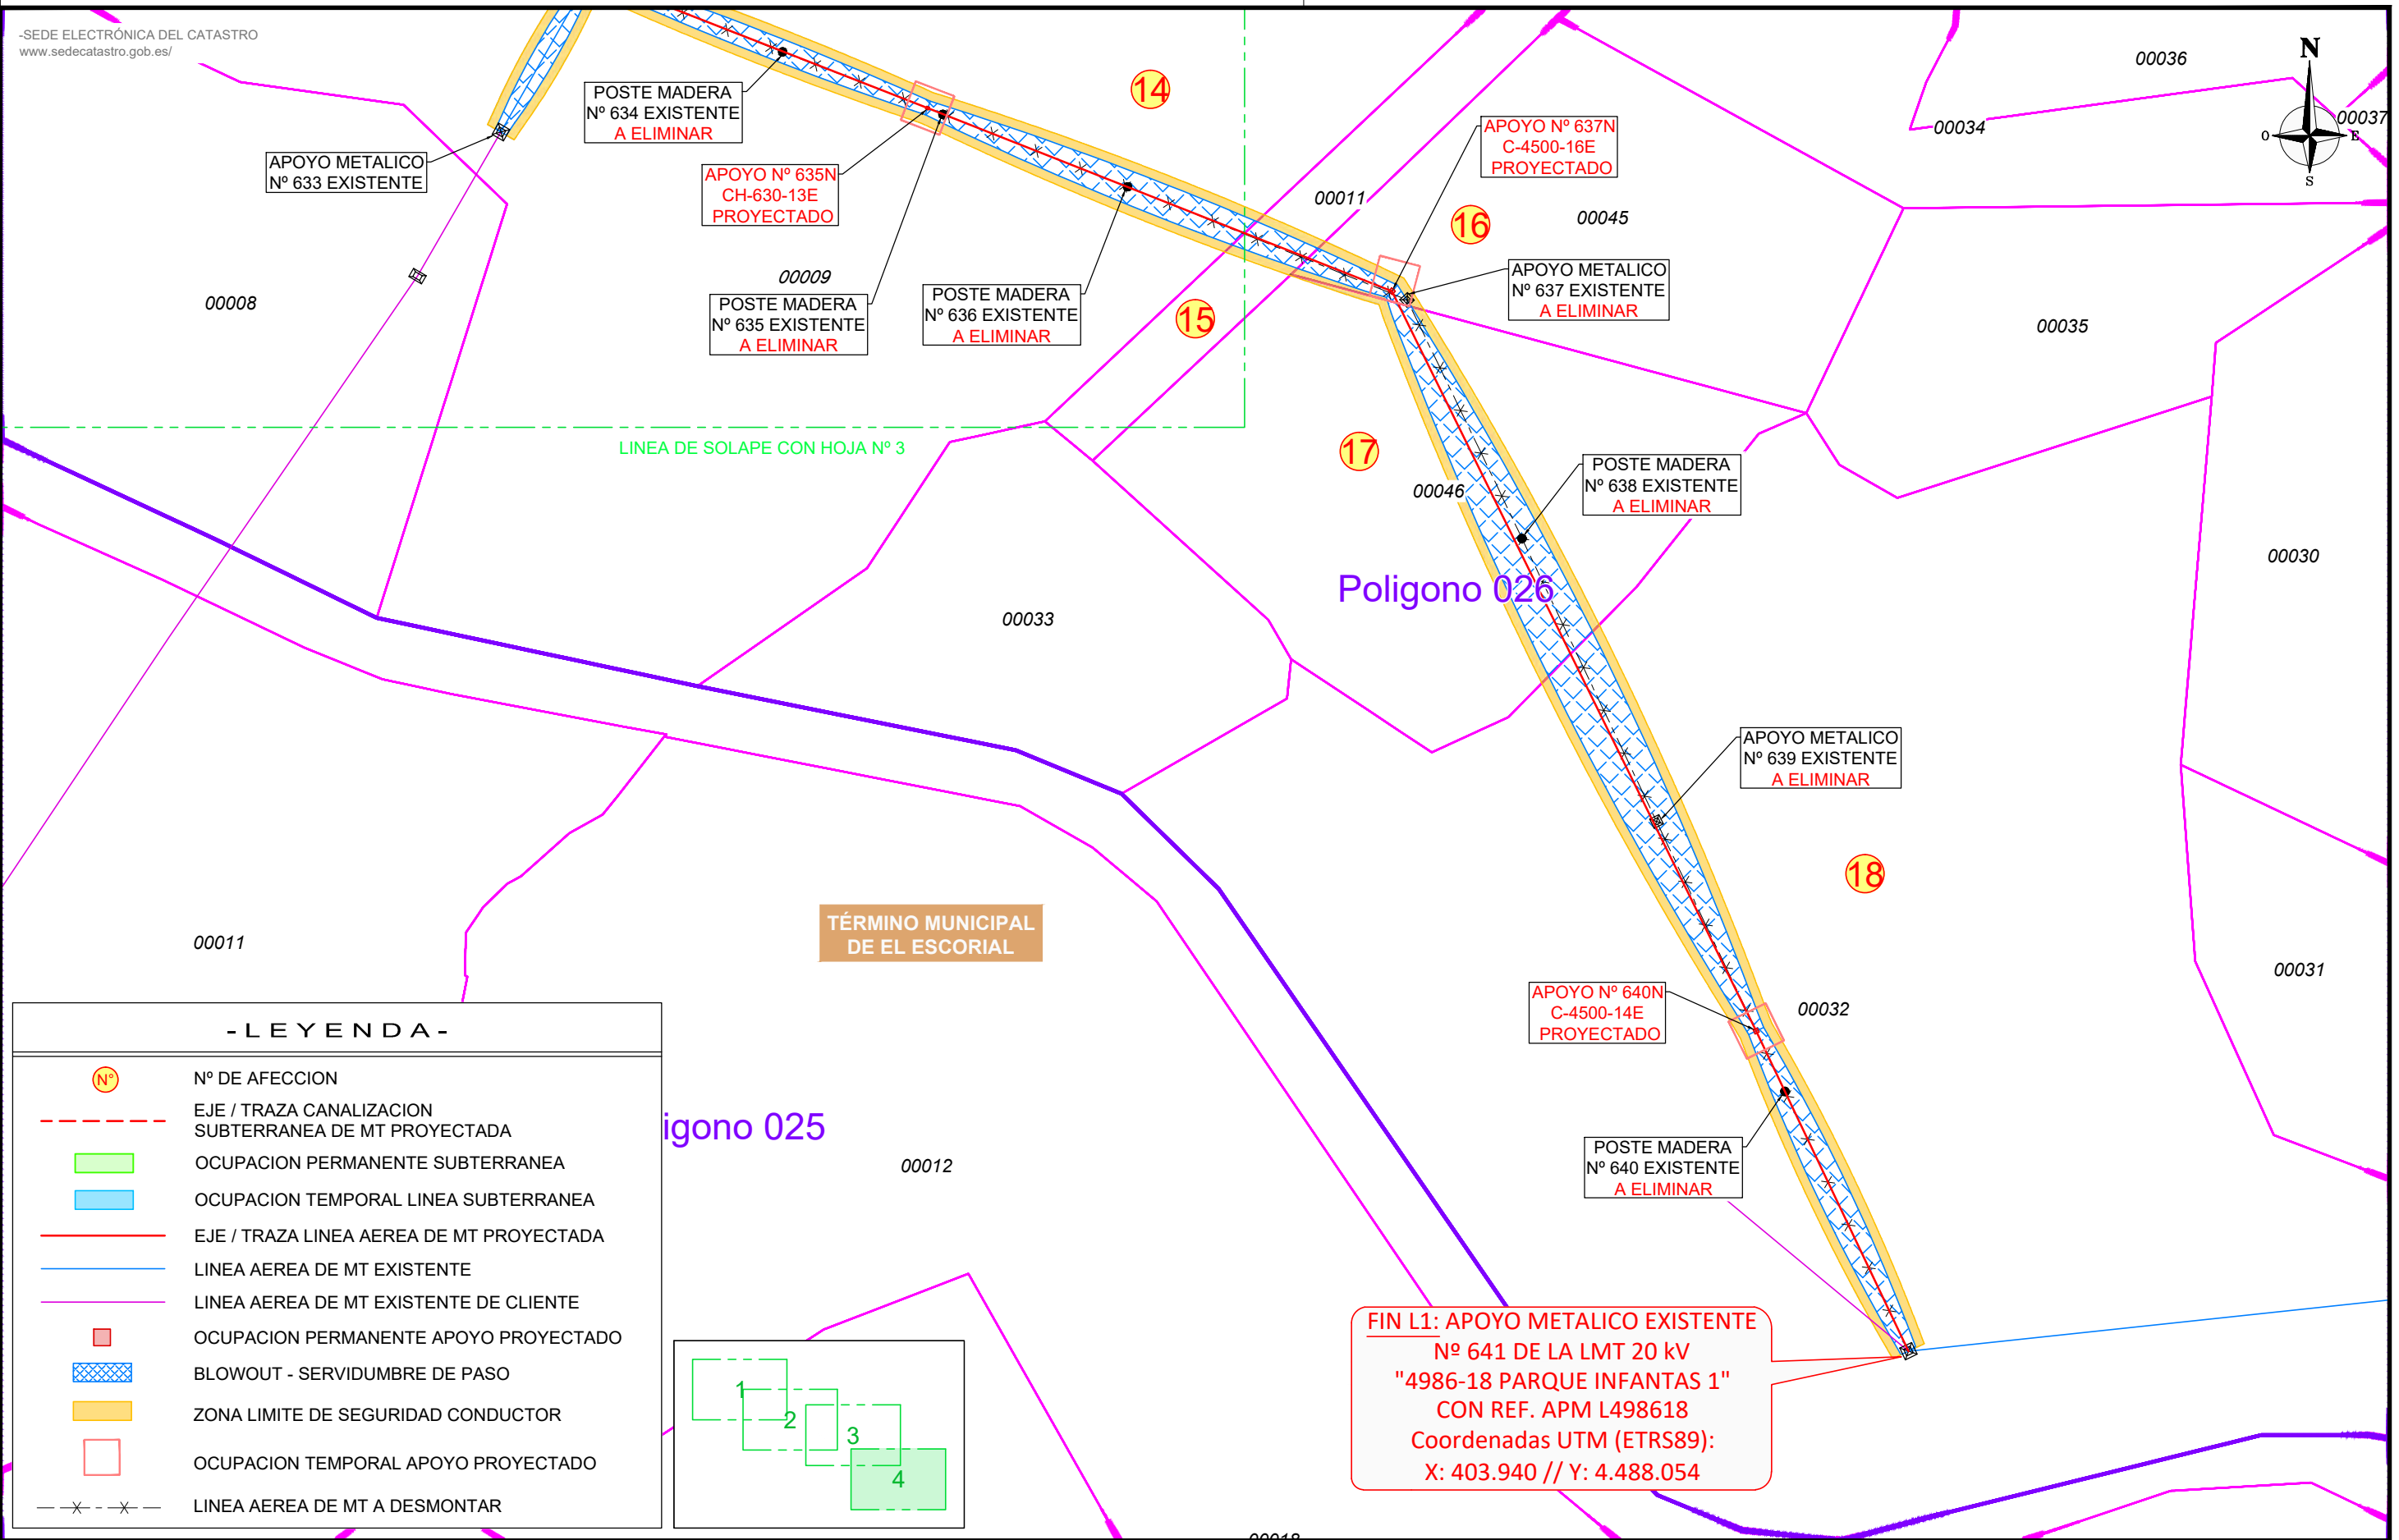 -SEDE ELECTRÓNICA DEL CATASTRO
www.sedecatastro.gob.es/
N
O
E
S
00036
00037
00034
14
POSTE MADERA
Nº 634 EXISTENTE
A ELIMINAR
APOYO METALICO
Nº 633 EXISTENTE
APOYO Nº 635N
CH-630-13E
PROYECTADO
APOYO Nº 637N
C-4500-16E
PROYECTADO
00011
16
00045
00009
00008
POSTE MADERA
Nº 635 EXISTENTE
A ELIMINAR
POSTE MADERA
Nº 636 EXISTENTE
A ELIMINAR
15
APOYO METALICO
Nº 637 EXISTENTE
A ELIMINAR
00035
LINEA DE SOLAPE CON HOJA Nº 3
17
00046
POSTE MADERA
Nº 638 EXISTENTE
A ELIMINAR
00030
Poligono 026
00033
APOYO METALICO
Nº 639 EXISTENTE
A ELIMINAR
18
TÉRMINO MUNICIPAL
DE EL ESCORIAL
00011
00031
APOYO Nº 640N
C-4500-14E
PROYECTADO
00032
igono 025
00012
POSTE MADERA
Nº 640 EXISTENTE
A ELIMINAR
-LEYENDA-
Nº
Nº DE AFECCION
EJE / TRAZA CANALIZACION
SUBTERRANEA DE MT PROYECTADA
OCUPACION PERMANENTE SUBTERRANEA
OCUPACION TEMPORAL LINEA SUBTERRANEA
EJE / TRAZA LINEA AEREA DE MT PROYECTADA
LINEA AEREA DE MT EXISTENTE
LINEA AEREA DE MT EXISTENTE DE CLIENTE
OCUPACION PERMANENTE APOYO PROYECTADO
BLOWOUT - SERVIDUMBRE DE PASO
ZONA LIMITE DE SEGURIDAD CONDUCTOR
OCUPACION TEMPORAL APOYO PROYECTADO
LINEA AEREA DE MT A DESMONTAR
1
2
3
4
FIN L1: APOYO METALICO EXISTENTE
Nº 641 DE LA LMT 20 kV
"4986-18 PARQUE INFANTAS 1"
CON REF. APM L498618
Coordenadas UTM (ETRS89):
X: 403.940 // Y: 4.488.054